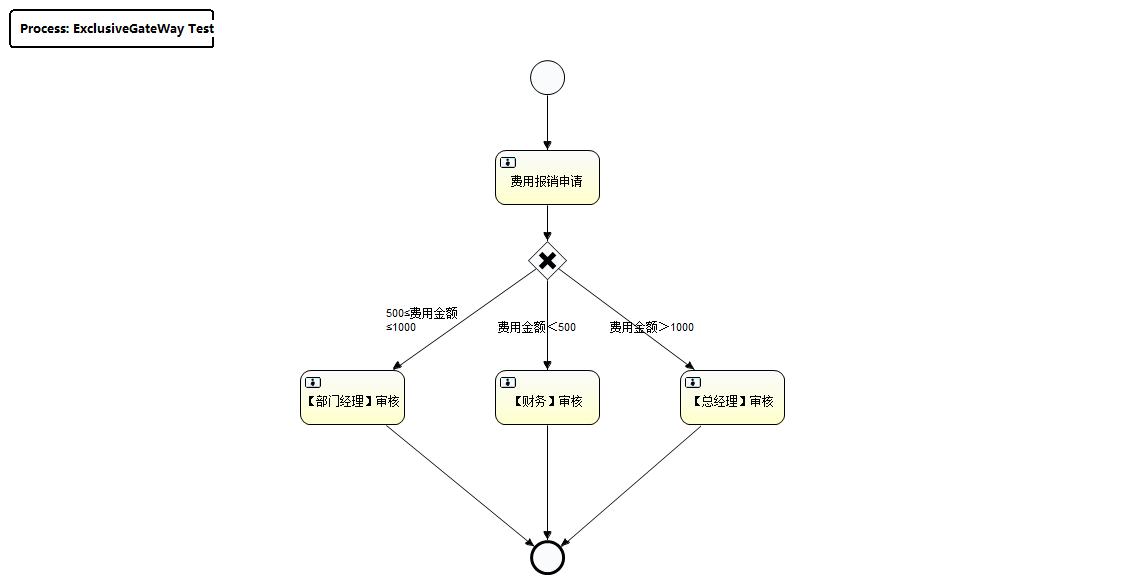 Process: ExclusiveGateWay Test
费用报销申请
500≤费用金额
≤1000
费用金额＜500
费用金额＞1000
【部门经理】审核
【财务】审核
【总经理】审核